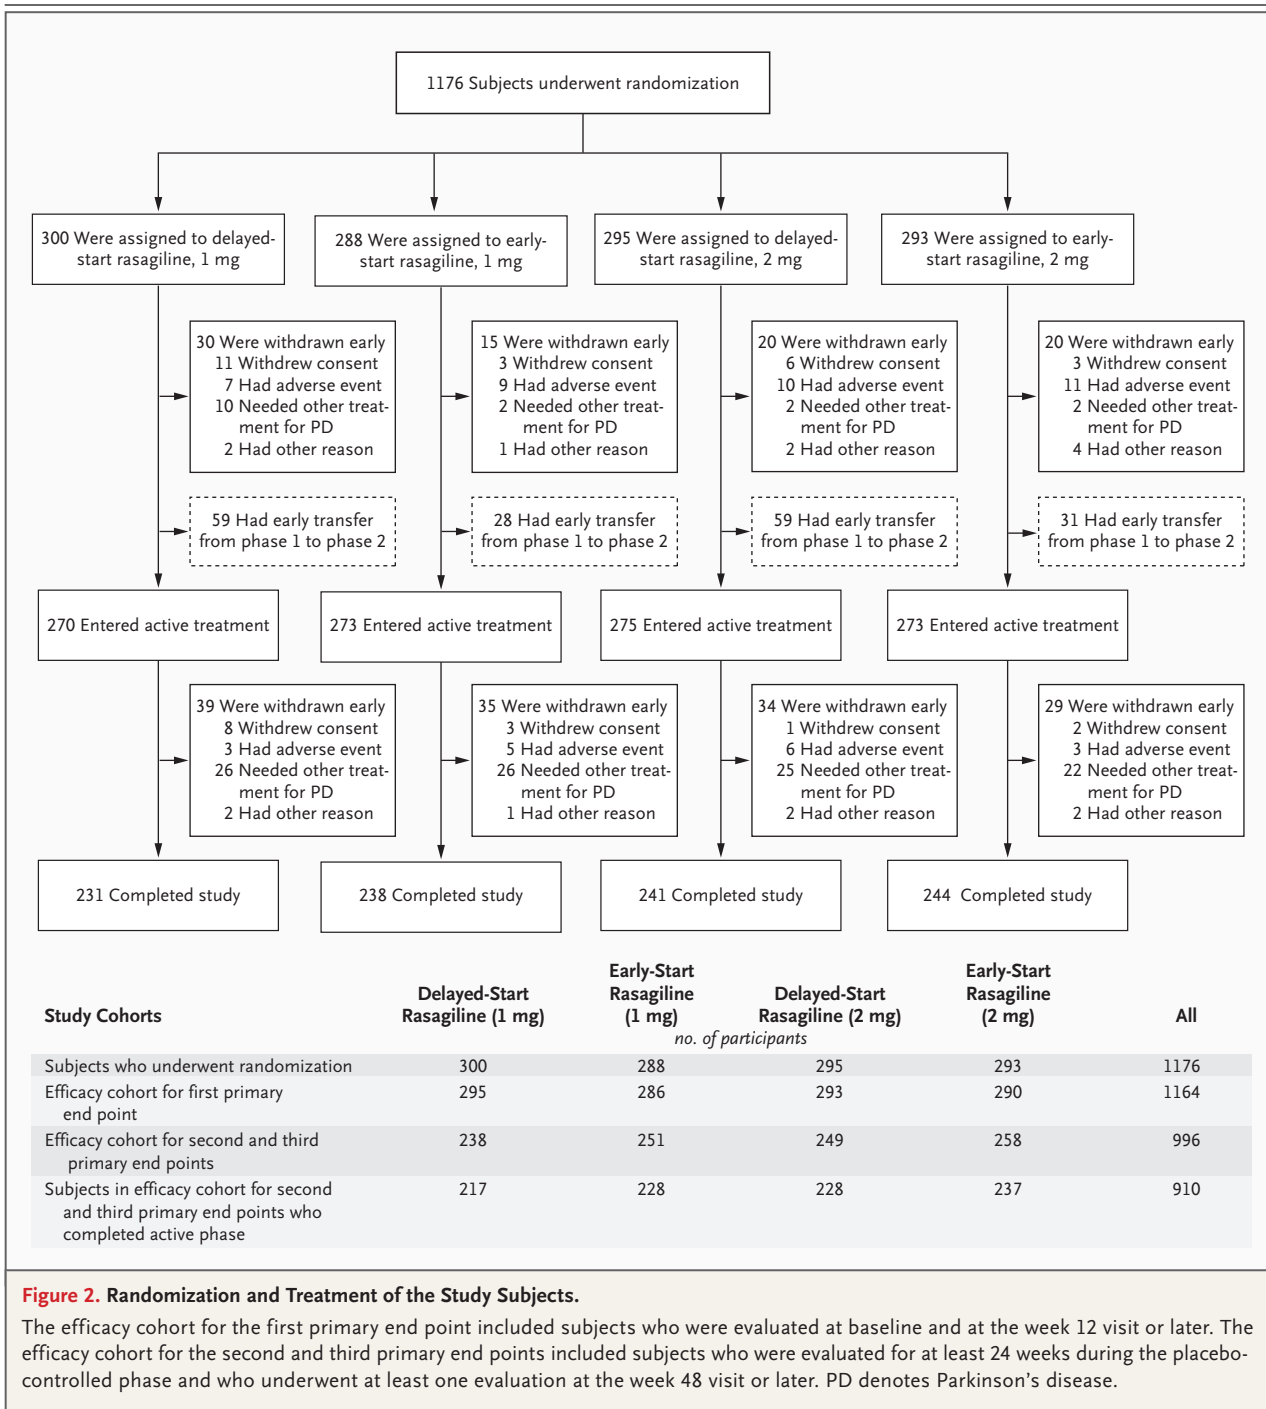 1176 Subjects underwent randomization
300 Were assigned to delayed-
start rasagiline, 1 mg
288 Were assigned to early-
start rasagiline, 1 mg
295 Were assigned to delayed-
start rasagiline, 2 mg
293 Were assigned to early-
start rasagiline, 2 mg
30 Were withdrawn early
11 Withdrew consent
7 Had adverse event
10 Needed other treat-
ment for PD
2 Had other reason
15 Were withdrawn early
3 Withdrew consent
9 Had adverse event
2 Needed other treat-
ment for PD
1 Had other reason
20 Were withdrawn early
6 Withdrew consent
10 Had adverse event
2 Needed other treat-
ment for PD
2 Had other reason
20 Were withdrawn early
3 Withdrew consent
11 Had adverse event
2 Needed other treat-
ment for PD
4 Had other reason
59 Had early transfer
from phase 1 to phase 2
28 Had early transfer
from phase 1 to phase 2
59 Had early transfer
from phase 1 to phase 2
31 Had early transfer
from phase 1 to phase 2
270 Entered active treatment
273 Entered active treatment
275 Entered active treatment
273 Entered active treatment
39 Were withdrawn early
8 Withdrew consent
3 Had adverse event
26 Needed other treat-
ment for PD
2 Had other reason
35 Were withdrawn early
3 Withdrew consent
5 Had adverse event
26 Needed other treat-
ment for PD
1 Had other reason
34 Were withdrawn early
1 Withdrew consent
6 Had adverse event
25 Needed other treat-
ment for PD
2 Had other reason
29 Were withdrawn early
2 Withdrew consent
3 Had adverse event
22 Needed other treat-
ment for PD
2 Had other reason
231 Completed study
238 Completed study
241 Completed study
244 Completed study
Study Cohorts
Delayed-Start
Rasagiline (1 mg)
Early-Start
Rasagiline
(1 mg)
Delayed-Start
Rasagiline (2 mg)
Early-Start
Rasagiline
(2 mg)
All
no. of participants
Subjects who underwent randomization 300 288 295 293 1176
Efficacy cohort for first primary 295 286 293 290 1164
end point
Efficacy cohort for second and third 238 251 249 258 996
primary end points
Subjects in efficacy cohort for second 217 228 228 237 910
and third primary end points who
completed active phase
Figure 2. Randomization and Treatment of the Study Subjects.
The efficacy cohort for the first primary end point included subjects who were evaluated at baseline and at the week 12 visit or later. The
efficacy cohort for the second and third primary end points included subjects who were evaluated for at least 24 weeks during the placebo-
controlled phase and who underwent at least one evaluation at the week 48 visit or later. PD denotes Parkinson's disease.